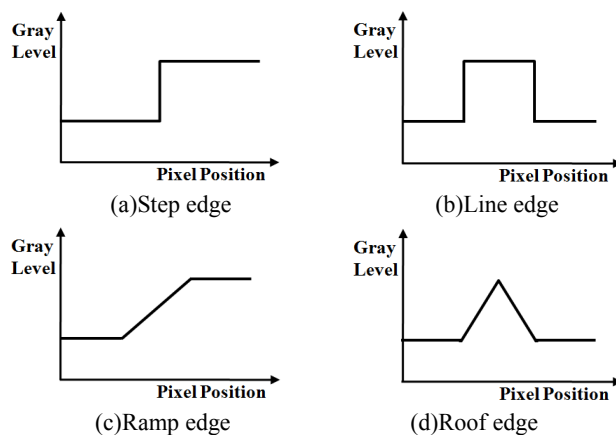 Gray
Level
Pixel Position
(a)Step edge
Gray
Level
Pixel Position
(b)Line edge
Gray
Level
Pixel Position
(c)Ramp edge
Gray
Level
Pixel Position
(d)Roof edge